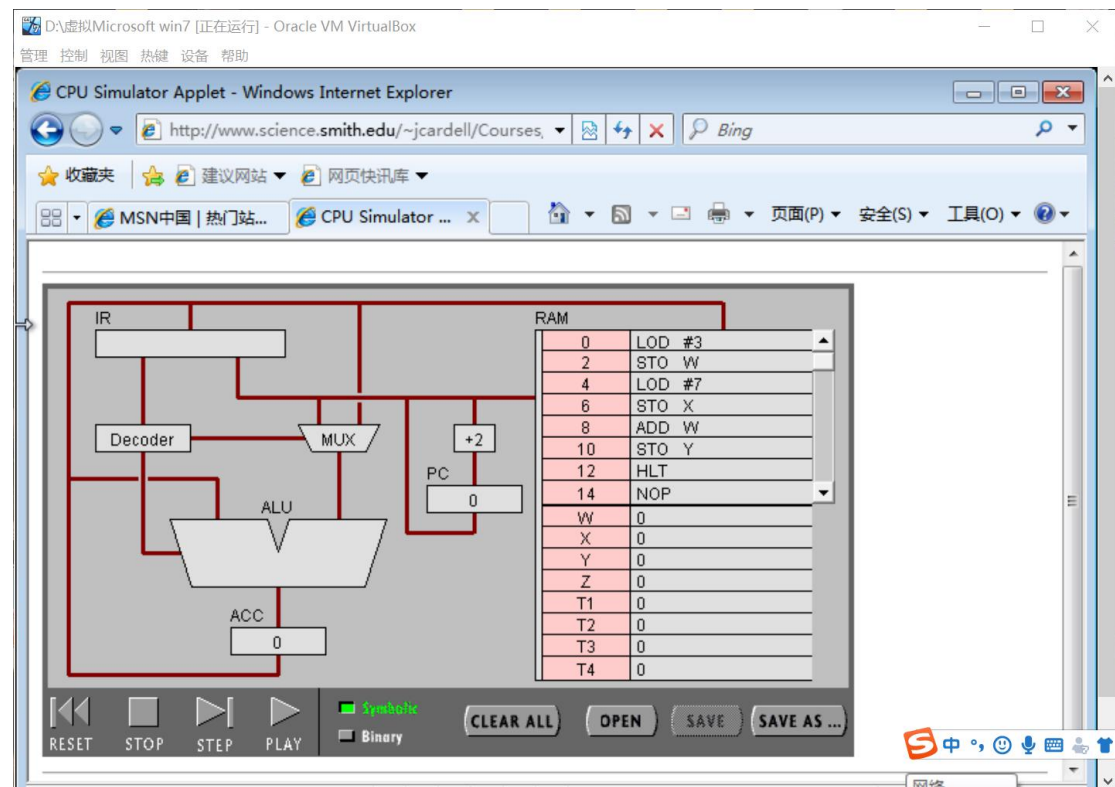 D:\虚拟Microsoft win7 [正在运行] - Oracle VM VirtualBox
管理 控制 视图 热键 设备 帮助
CPU Simulator Applet - Windows Internet Explorer
http://www.science.smith.edu/~jcardell/Courses, Bing
收藏夹 建议网站 网页快讯库
MSN中国 | 热门站... CPU Simulator ... x 页面(P) 安全(S) 工具(O)
IR RAM
0 LOD #3
2 STO W
4 LOD #7
6 STO X
8 ADD W
10 STO Y
12 HLT
14 NOP
W 0
X 0
Y 0
Z 0
T1 0
T2 0
T3 0
T4 0
Decoder MUX +2
PC
0
ALU
ACC
0
RESET STOP STEP PLAY
Symbolic
Binary
CLEAR ALL OPEN SAVE SAVE AS ...
S 中